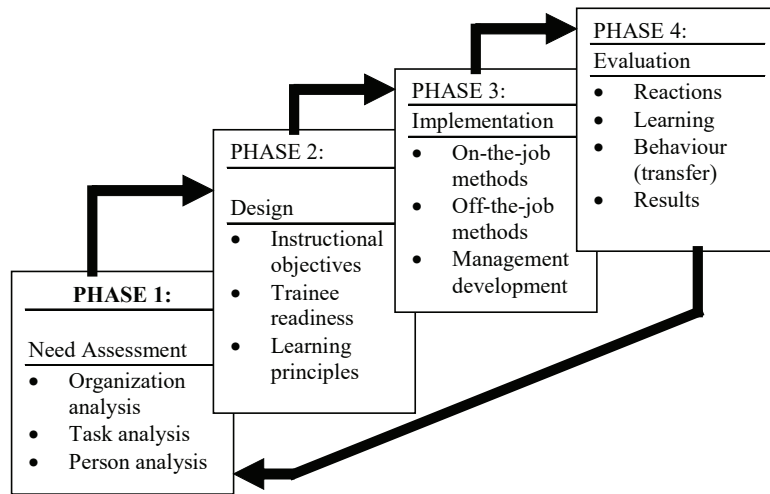 PHASE 1:
Need Assessment
• Organization
analysis
• Task analysis
• Person analysis
PHASE 2:
Design
• Instructional
objectives
• Trainee
readiness
• Learning
principles
PHASE 3:
Implementation
• On-the-job
methods
• Off-the-job
methods
• Management
development
PHASE 4:
Evaluation
• Reactions
• Learning
• Behaviour
(transfer)
• Results